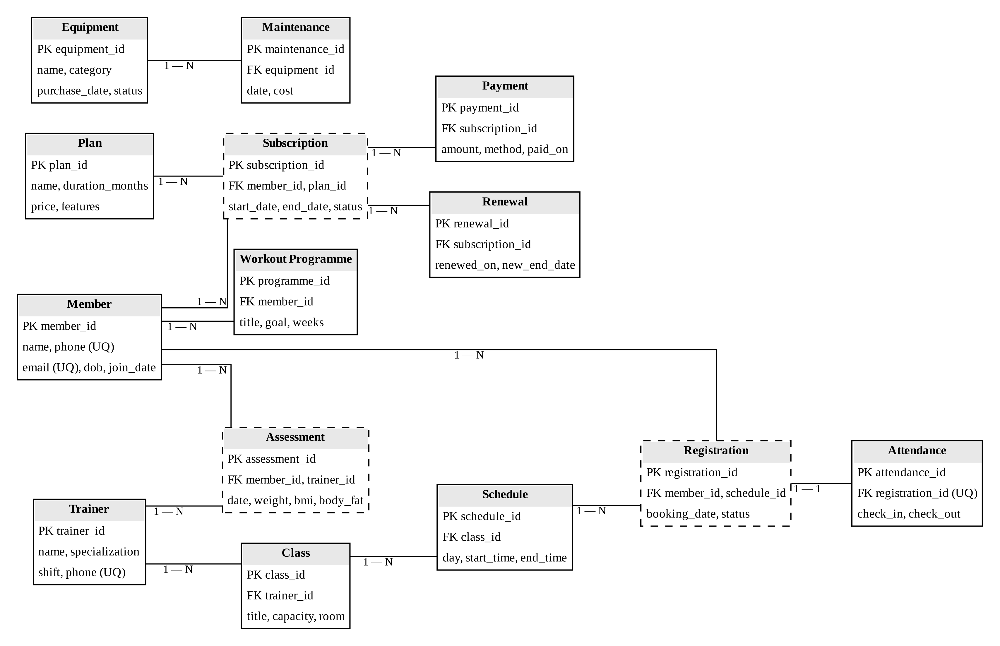 Equipment
PK equipment_id
name, category
purchase_date, status
1 — N
Maintenance
PK maintenance_id
FK equipment_id
date, cost
Payment
PK payment_id
FK subscription_id
amount, method, paid_on
Plan
PK plan_id
name, duration_months
price, features
1 — N
Subscription
PK subscription_id
FK member_id, plan_id
start_date, end_date, status
1 — N
1 — N
Renewal
PK renewal_id
FK subscription_id
renewed_on, new_end_date
Workout Programme
PK programme_id
FK member_id
title, goal, weeks
Member
PK member_id
name, phone (UQ)
email (UQ), dob, join_date
1 — N
1 — N
1 — N
1 — N
Assessment
PK assessment_id
FK member_id, trainer_id
date, weight, bmi, body_fat
Registration
PK registration_id
FK member_id, schedule_id
booking_date, status
1 — 1
Attendance
PK attendance_id
FK registration_id (UQ)
check_in, check_out
Schedule
PK schedule_id
FK class_id
day, start_time, end_time
1 — N
Trainer
PK trainer_id
name, specialization
shift, phone (UQ)
1 — N
1 — N
Class
PK class_id
FK trainer_id
title, capacity, room
1 — N